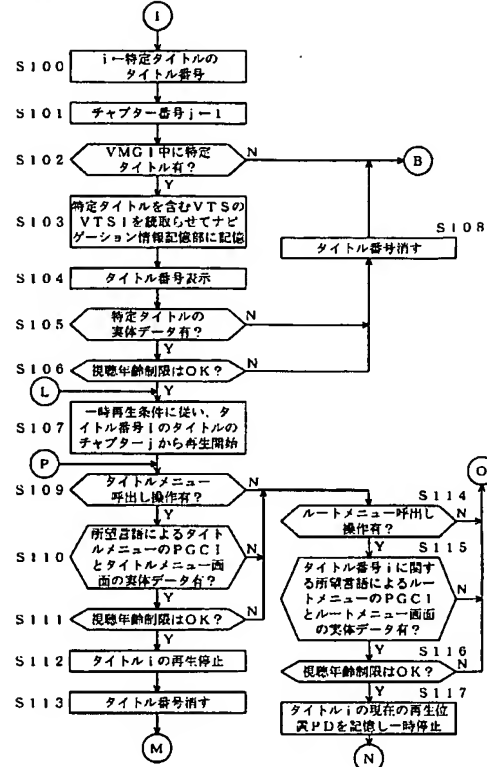 I
S100
i←特定タイトルの
タイトル番号
S101
チャプター番号j←1
S102
VMGI中に特定
タイトル有?
N
B
Y
S103
特定タイトルを含むVTSの
VTSIを読取らせてナビ
ゲーション情報記憶部に記憶
S108
タイトル番号消す
S104
タイトル番号表示
S105
特定タイトルの
実体データ有?
N
Y
S106
視聴年齢制限はOK?
N
L
Y
S107
一時再生条件に従い、タ
イトル番号iのタイトルの
チャプターjから再生開始
P
O
S109
タイトルメニュー
呼出し操作有?
N
Y
S110
所望言語によるタイト
ルメニューのPGCI
とタイトルメニュー画
面の実体データ有?
N
Y
S111
視聴年齢制限はOK?
N
Y
S112
タイトルiの再生停止
S113
タイトル番号消す
M
S114
ルートメニュー呼出し
操作有?
N
Y
S115
タイトル番号iに関す
る所望言語によるルート
メニューのPGCI
とルートメニュー画面
の実体データ有?
N
Y
S116
視聴年齢制限はOK?
N
Y
S117
タイトルiの現在の再生位
置PDを記憶し一時停止
N